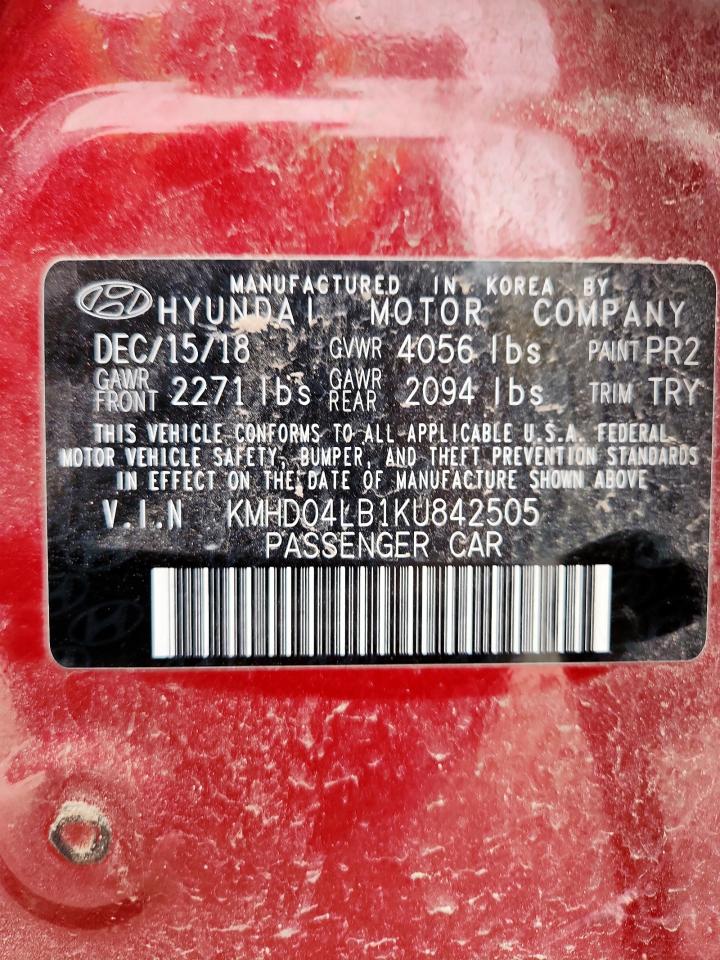 MANUFACTURED IN KOREA BY
HYUNDAI MOTOR COMPANY
DEC/15/18 GVWR 4056 lbs PAINT PR2
GAWR FRONT 2271 lbs GAWR REAR 2094 lbs TRIM TRY
THIS VEHICLE CONFORMS TO ALL APPLICABLE U.S.A. FEDERAL
MOTOR VEHICLE SAFETY, BUMPER, AND THEFT PREVENTION STANDARDS
IN EFFECT ON THE DATE OF MANUFACTURE SHOWN ABOVE
V.I.N KMHD04LB1KU842505
PASSENGER CAR